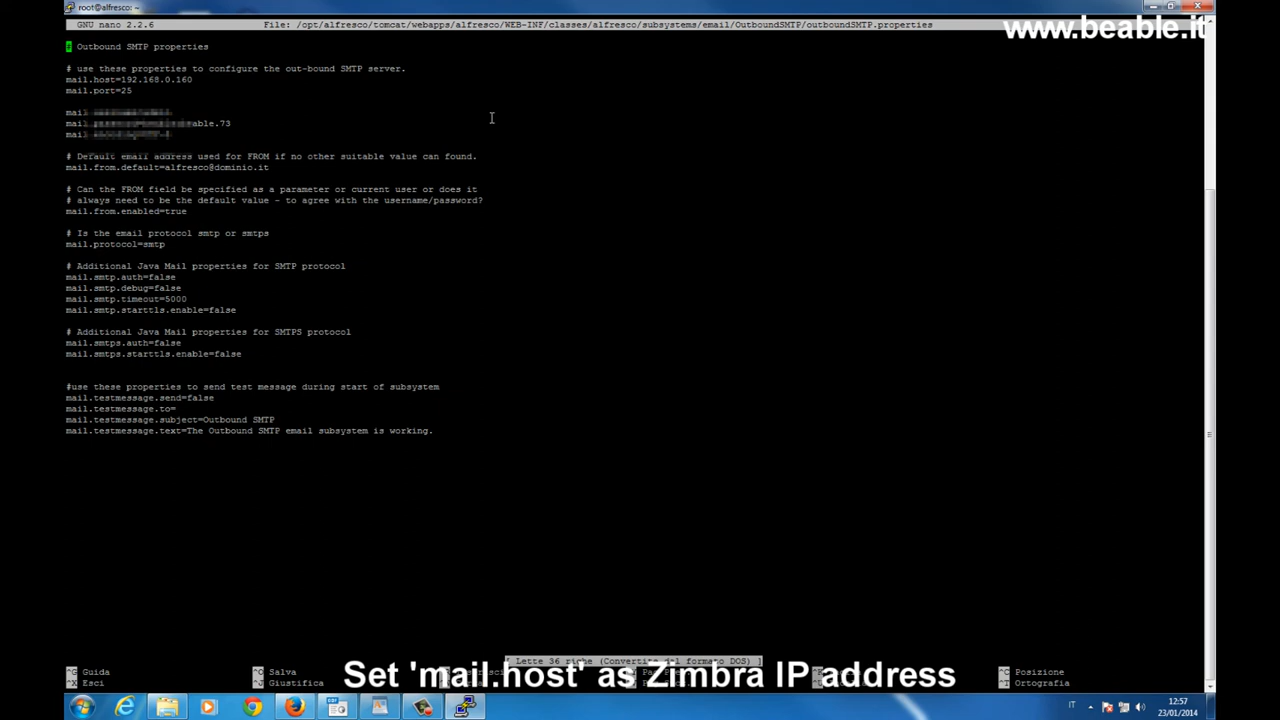 root@alfresco: ~
GNU nano 2.2.6 File: /opt/alfresco/tomcat/webapps/alfresco/WEB-INF/classes/alfresco/subsystems/email/OutboundSMTP/outboundSMTP.properties
www.beable.it
# Outbound SMTP properties
# use these properties to configure the out-bound SMTP server.
mail.host=192.168.0.160
mail.port=25
mail
mail able.73
mail
# Default email address used for FROM if no other suitable value can found.
mail.from.default=alfresco@dominio.it
# Can the FROM field be specified as a parameter or current user or does it
# always need to be the default value - to agree with the username/password?
mail.from.enabled=true
# Is the email protocol smtp or smtps
mail.protocol=smtp
# Additional Java Mail properties for SMTP protocol
mail.smtp.auth=false
mail.smtp.debug=false
mail.smtp.timeout=5000
mail.smtp.starttls.enable=false
# Additional Java Mail properties for SMTPS protocol
mail.smtps.auth=false
mail.smtps.starttls.enable=false
#use these properties to send test message during start of subsystem
mail.testmessage.send=false
mail.testmessage.to=
mail.testmessage.subject=Outbound SMTP
mail.testmessage.text=The Outbound SMTP email subsystem is working.
[ Lette 36 righe (Convertite dal formato DOS) ]
^G Guida ^O Salva ^C Posizione
^X Esci ^J Giustifica ^T Ortografia
Set 'mail.host' as Zimbra IP address
IT 12:57
23/01/2014